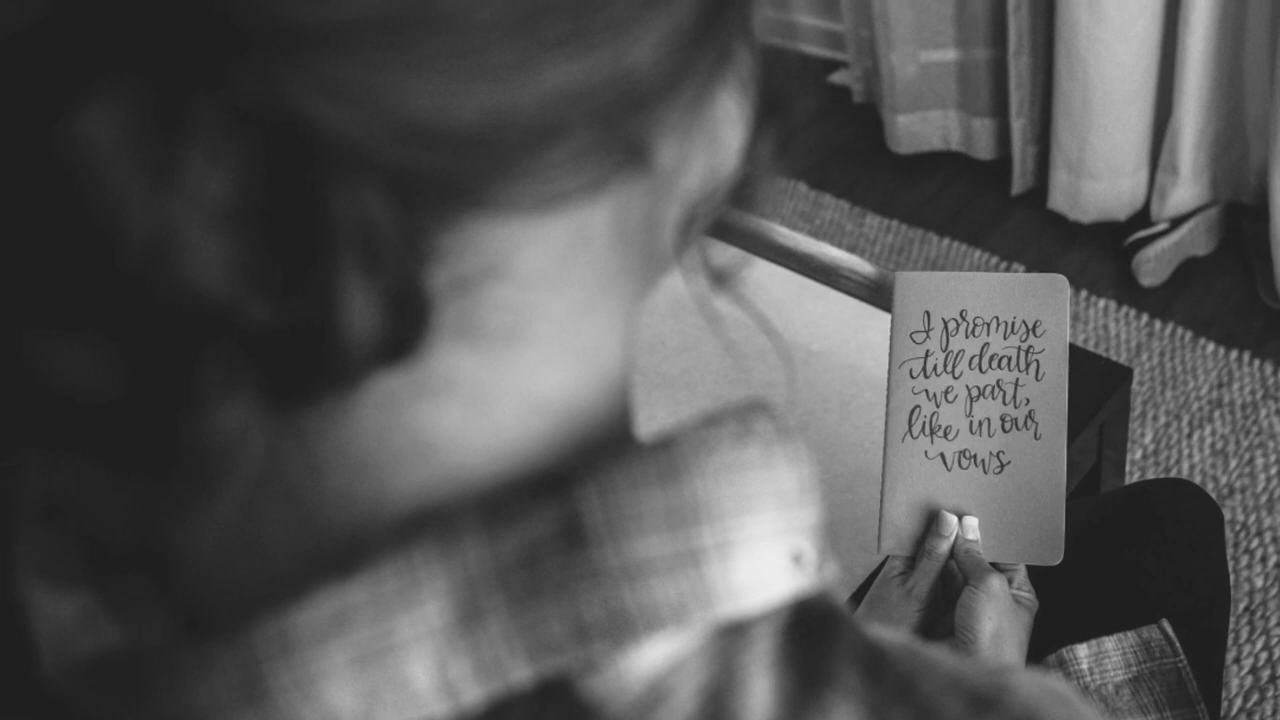 I promise
till death
we part,
like in our
vows